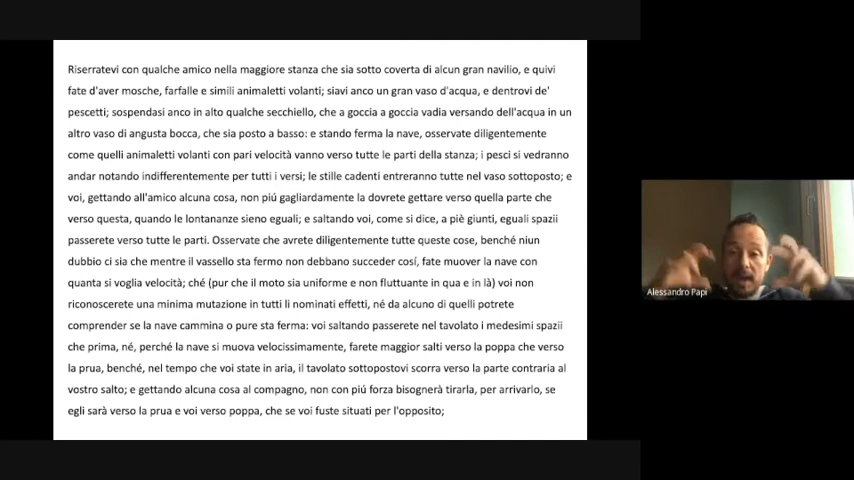 Riserratevi con qualche amico nella maggiore stanza che sia sotto coverta di alcun gran navilio, e quivi
fate d'aver mosche, farfalle e simili animaletti volanti; siavi anco un gran vaso d'acqua, e dentrovi de'
pescetti; sospendasi anco in alto qualche secchiello, che a goccia a goccia vadia versando dell'acqua in un
altro vaso di angusta bocca, che sia posto a basso: e stando ferma la nave, osservate diligentemente
come quelli animaletti volanti con pari velocità vanno verso tutte le parti della stanza; i pesci si vedranno
andar notando indifferentemente per tutti i versi; le stille cadenti entreranno tutte nel vaso sottoposto; e
voi, gettando all'amico alcuna cosa, non piú gagliardamente la dovrete gettare verso quella parte che
verso questa, quando le lontananze sieno eguali; e saltando voi, come si dice, a piè giunti, eguali spazii
passerete verso tutte le parti. Osservate che avrete diligentemente tutte queste cose, benché niun
dubbio ci sia che mentre il vassello sta fermo non debbano succeder cosí, fate muover la nave con
quanta si voglia velocità; ché (pur che il moto sia uniforme e non fluttuante in qua e in là) voi non
riconoscerete una minima mutazione in tutti li nominati effetti, né da alcuno di quelli potrete
comprender se la nave cammina o pure sta ferma: voi saltando passerete nel tavolato i medesimi spazii
che prima, né, perché la nave si muova velocissimamente, farete maggior salti verso la poppa che verso
la prua, benché, nel tempo che voi state in aria, il tavolato sottopostovi scorra verso la parte contraria al
vostro salto; e gettando alcuna cosa al compagno, non con piú forza bisognerà tirarla, per arrivarlo, se
egli sarà verso la prua e voi verso poppa, che se voi fuste situati per l'opposito;
Alessandro Papi